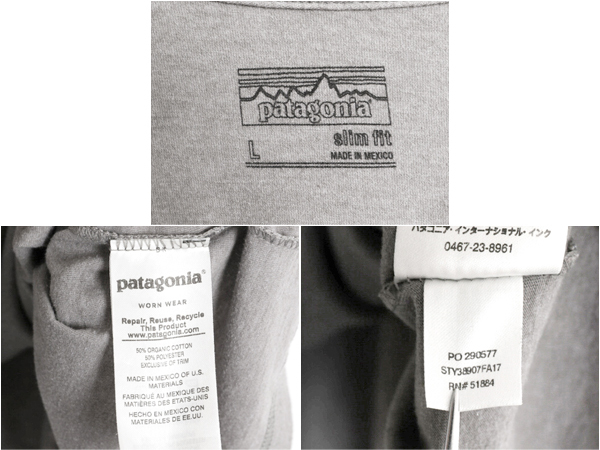 patagonia®
slim fit
L
MADE IN MEXICO
patagonia®
WORN WEAR
Repair, Reuse, Recycle
This Product
www.patagonia.com
50% ORGANIC COTTON
50% POLYESTER
EXCLUSIVE OF TRIM
MADE IN MEXICO OF U.S.
MATERIALS
FABRIQUÉ AU MEXIQUE DES
MATIÈRES DES ETATS-UNIS
HECHO EN MÉXICO CON
MATERIALES DE EE.UU.
パタゴニア・インターナショナル・インク
0467-23-8961
PO 290577
STY38907FA17
RN# 51884